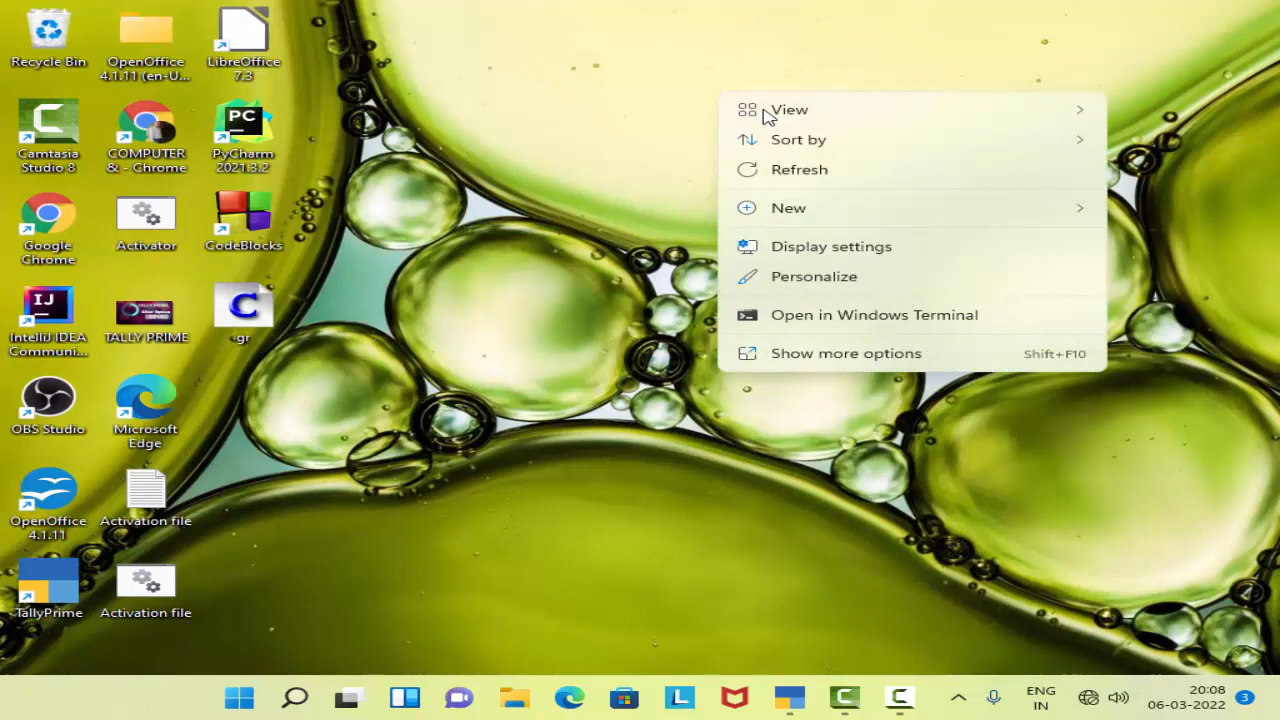 Recycle Bin
OpenOffice
4.1.11 (en-U...
LibreOffice
7.3
Camtasia
Studio 8
COMPUTER
& - Chrome
PC
PyCharm
2021.3.2
Google
Chrome
Activator
CodeBlocks
IJ
IntelliJ IDEA
Communi...
TALLY PRIME
C
-gr
OBS Studio
Microsoft
Edge
OpenOffice
4.1.11
Activation file
TallyPrime
Activation file
View
Sort by
Refresh
New
Display settings
Personalize
Open in Windows Terminal
Show more options Shift+F10
L
ENG
IN
20:08
06-03-2022
3